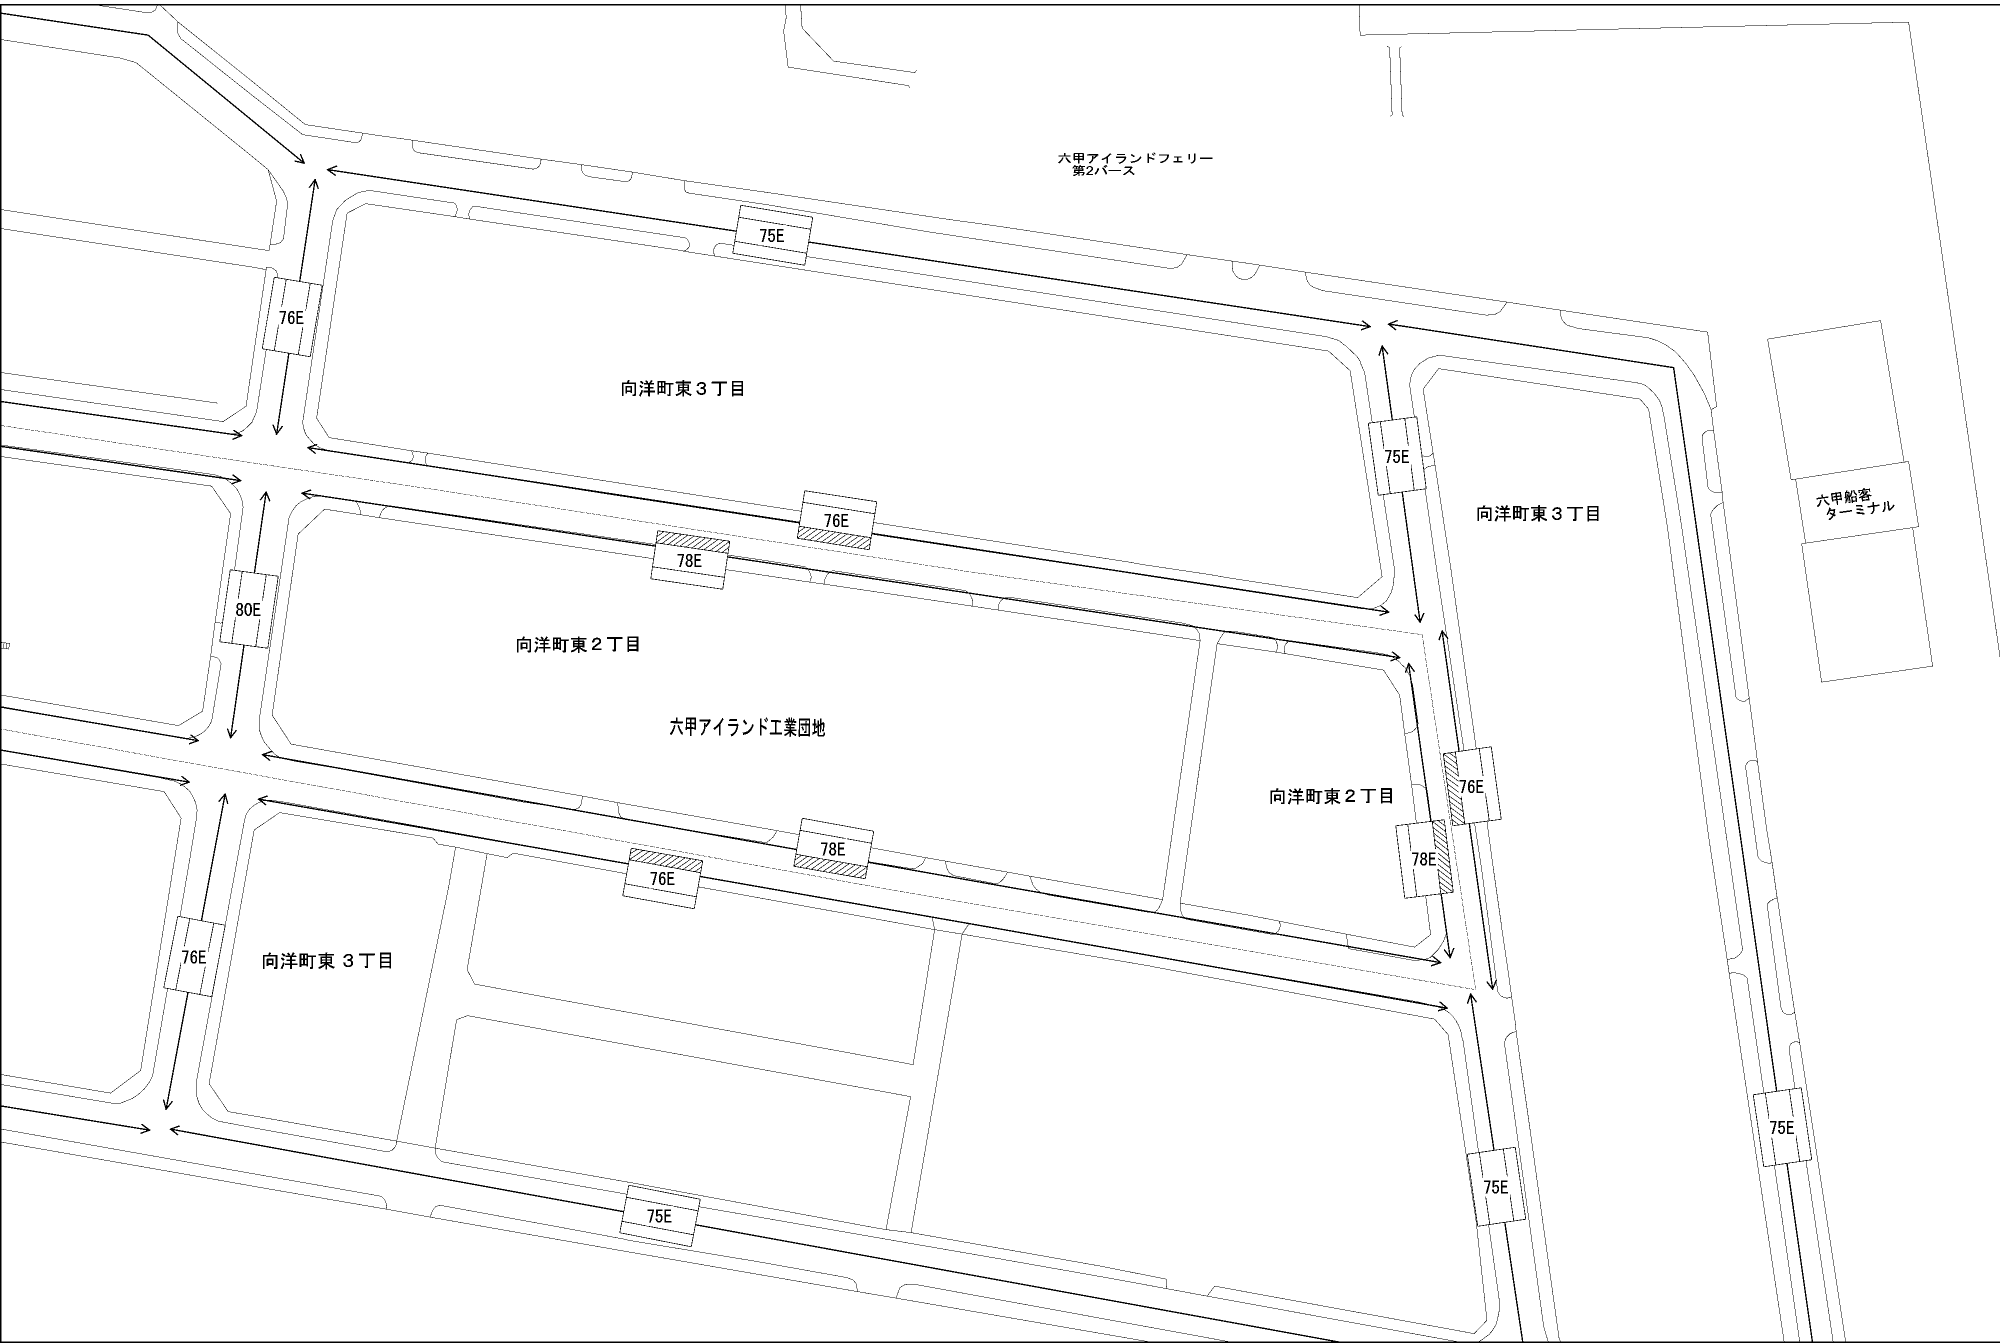 六甲アイランドフェリー
第2バース
75E
76E
向洋町東3丁目
75E
六甲船客
ターミナル
向洋町東3丁目
76E
78E
80E
向洋町東2丁目
六甲アイランド工業団地
向洋町東2丁目
76E
78E
78E
76E
76E
向洋町東3丁目
75E
75E
75E